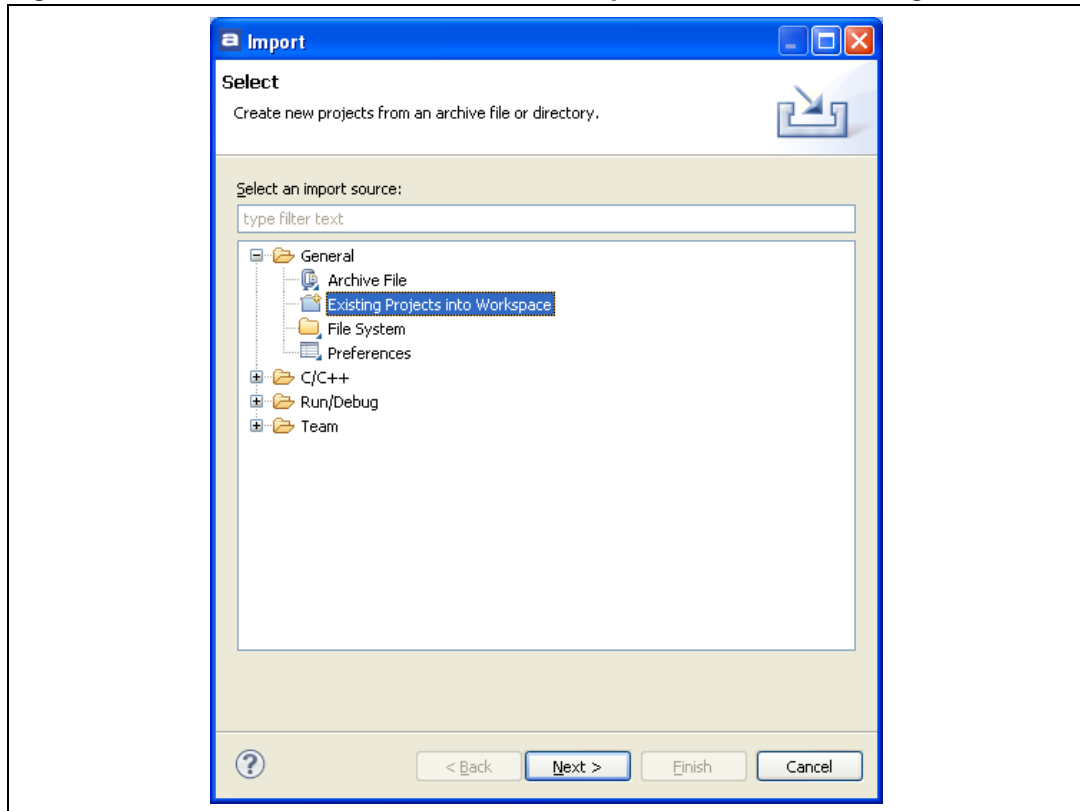 Import
Select
Create new projects from an archive file or directory.
Select an import source:
type filter text
General
Archive File
Existing Projects into Workspace
File System
Preferences
C/C++
Run/Debug
Team
< Back Next > Finish Cancel